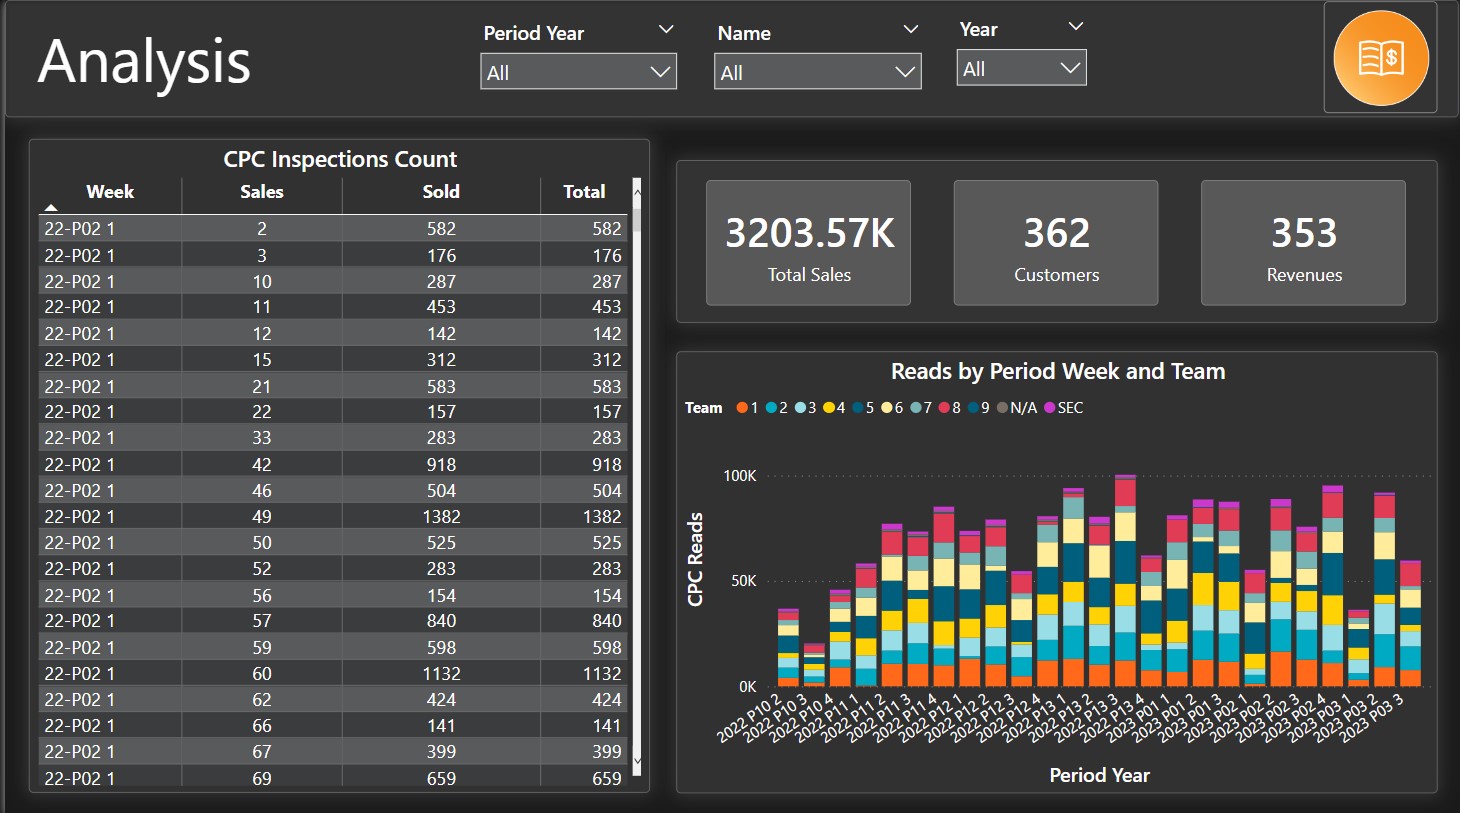 Analysis
Period Year
All
Name
All
Year
All
$
CPC Inspections Count
Week Sales Sold Total
22-P02 1 2 582 582
22-P02 1 3 176 176
22-P02 1 10 287 287
22-P02 1 11 453 453
22-P02 1 12 142 142
22-P02 1 15 312 312
22-P02 1 21 583 583
22-P02 1 22 157 157
22-P02 1 33 283 283
22-P02 1 42 918 918
22-P02 1 46 504 504
22-P02 1 49 1382 1382
22-P02 1 50 525 525
22-P02 1 52 283 283
22-P02 1 56 154 154
22-P02 1 57 840 840
22-P02 1 59 598 598
22-P02 1 60 1132 1132
22-P02 1 62 424 424
22-P02 1 66 141 141
22-P02 1 67 399 399
22-P02 1 69 659 659
3203.57K
Total Sales
362
Customers
353
Revenues
Reads by Period Week and Team
Team 1 2 3 4 5 6 7 8 9 N/A SEC
CPC Reads
100K
50K
0K
2022 P10 2
2022 P10 3
2022 P10 4
2022 P11 1
2022 P11 2
2022 P11 3
2022 P11 4
2022 P12 1
2022 P12 2
2022 P12 3
2022 P12 4
2022 P13 1
2022 P13 2
2022 P13 3
2022 P13 4
2023 P01 1
2023 P01 2
2023 P01 3
2023 P02 1
2023 P02 2
2023 P02 3
2023 P02 4
2023 P03 1
2023 P03 2
2023 P03 3
Period Year